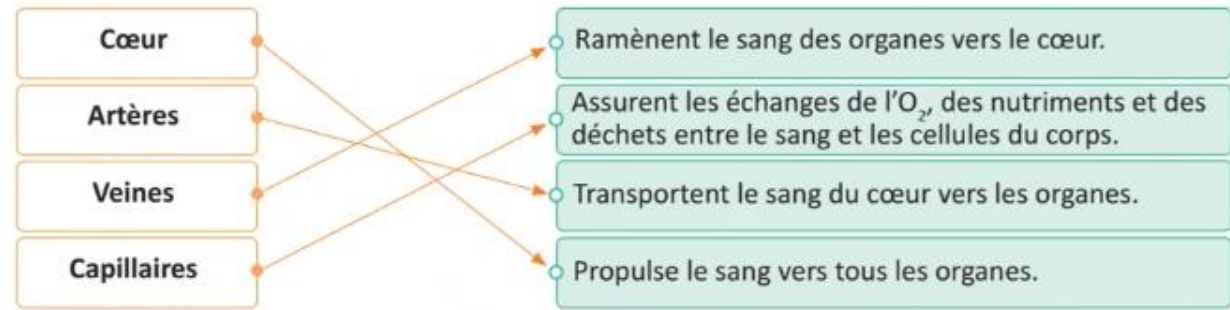 Cœur
Ramènent le sang des organes vers le cœur.
Artères
Assurent les échanges de l'O₂, des nutriments et des
déchets entre le sang et les cellules du corps.
Veines
Transportent le sang du cœur vers les organes.
Capillaires
Propulse le sang vers tous les organes.